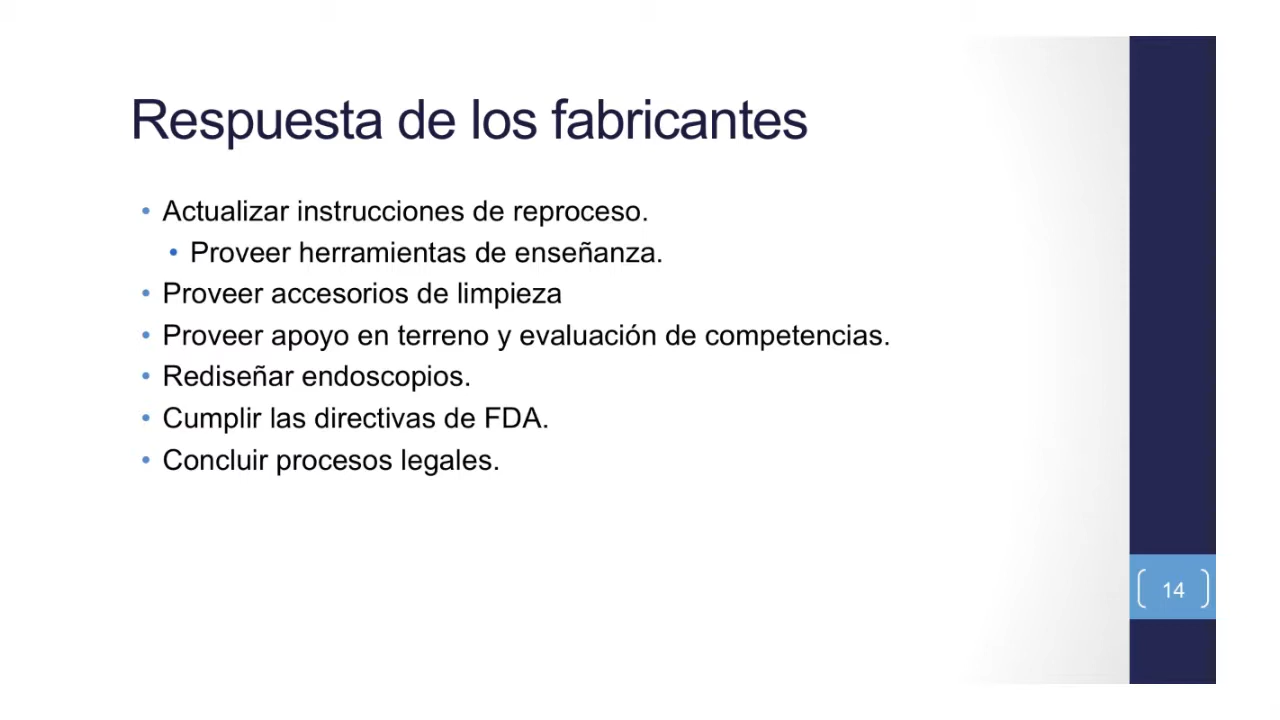 Respuesta de los fabricantes
• Actualizar instrucciones de reproceso.
• Proveer herramientas de enseñanza.
• Proveer accesorios de limpieza
• Proveer apoyo en terreno y evaluación de competencias.
• Rediseñar endoscopios.
• Cumplir las directivas de FDA.
• Concluir procesos legales.
14